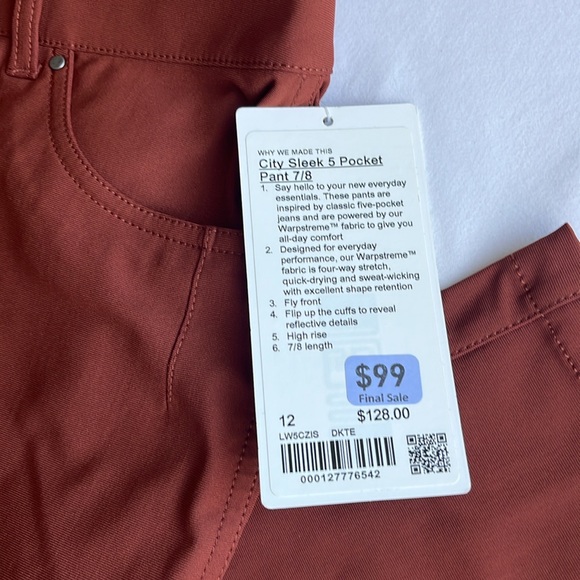 WHY WE MADE THIS
City Sleek 5 Pocket
Pant 7/8
1. Say hello to your new everyday
essentials. These pants are
inspired by classic five-pocket
jeans and are powered by our
Warpstreme™ fabric to give you
all-day comfort
2. Designed for everyday
performance, our Warpstreme™
fabric is four-way stretch,
quick-drying and sweat-wicking
with excellent shape retention
3. Fly front
4. Flip up the cuffs to reveal
reflective details
5. High rise
6. 7/8 length
$99
Final Sale
12 $128.00
LW5CZIS DKTE
000127776542